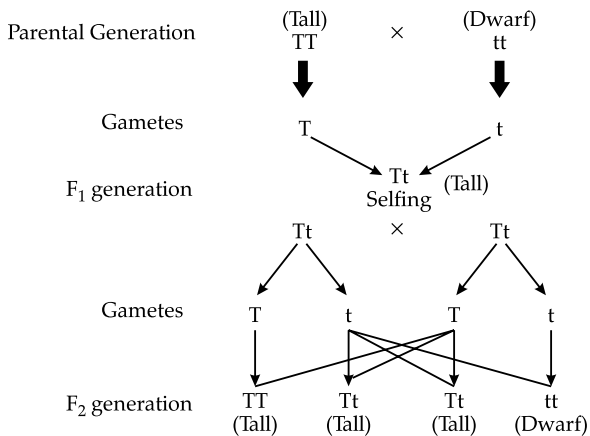 (Tall) (Dwarf)
Parental Generation TT × tt
Gametes T t
Tt (Tall)
F₁ generation Selfing
Tt × Tt
Gametes T t T t
F₂ generation TT Tt Tt tt
(Tall) (Tall) (Tall) (Dwarf)